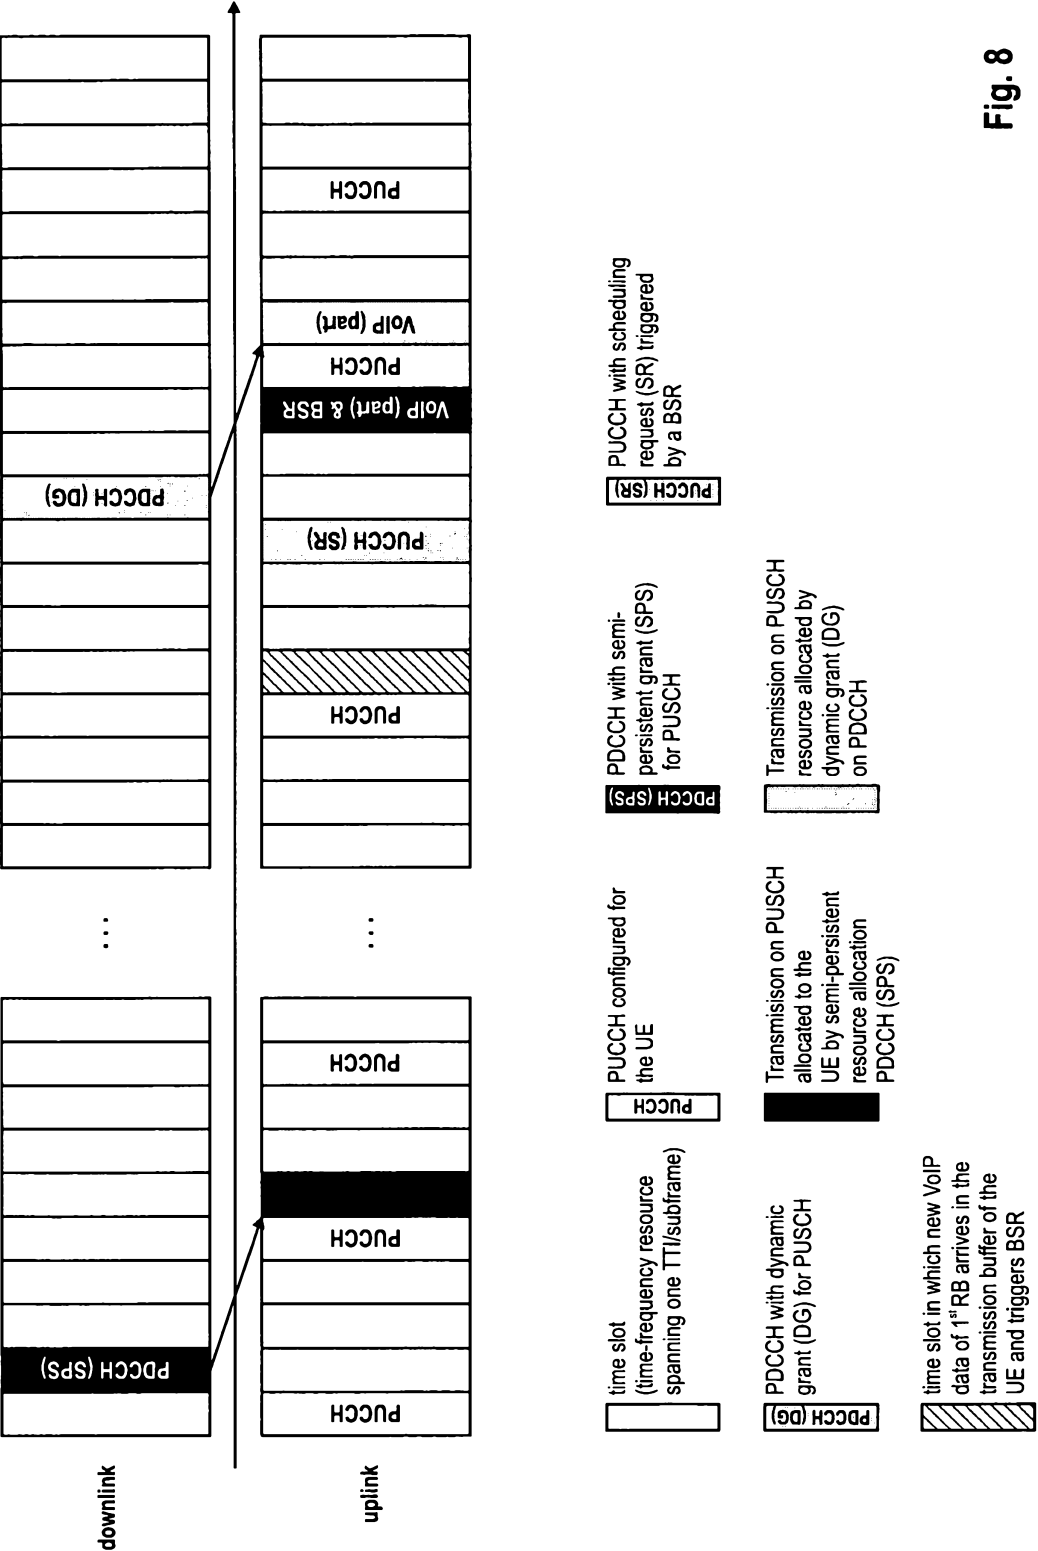 downlink
PDCCH (SPS)
...
PDCCH (DG)
uplink
PUCCH
PUCCH
PUCCH
...
PUCCH
PUCCH (SR)
VoIP (part) & BSR
PUCCH
VoIP (part)
PUCCH
time slot
(time-frequency resource
spanning one TTI/subframe)
PUCCH
PUCCH configured for
the UE
PDCCH (SPS)
PDCCH with semi-
persistent grant (SPS)
for PUSCH
PUCCH (SR)
PUCCH with scheduling
request (SR) triggered
by a BSR
PDCCH (DG)
PDCCH with dynamic
grant (DG) for PUSCH
Transmisison on PUSCH
allocated to the
UE by semi-persistent
resource allocation
PDCCH (SPS)
Transmission on PUSCH
resource allocated by
dynamic grant (DG)
on PDCCH
time slot in which new VoIP
data of 1st RB arrives in the
transmission buffer of the
UE and triggers BSR
Fig. 8